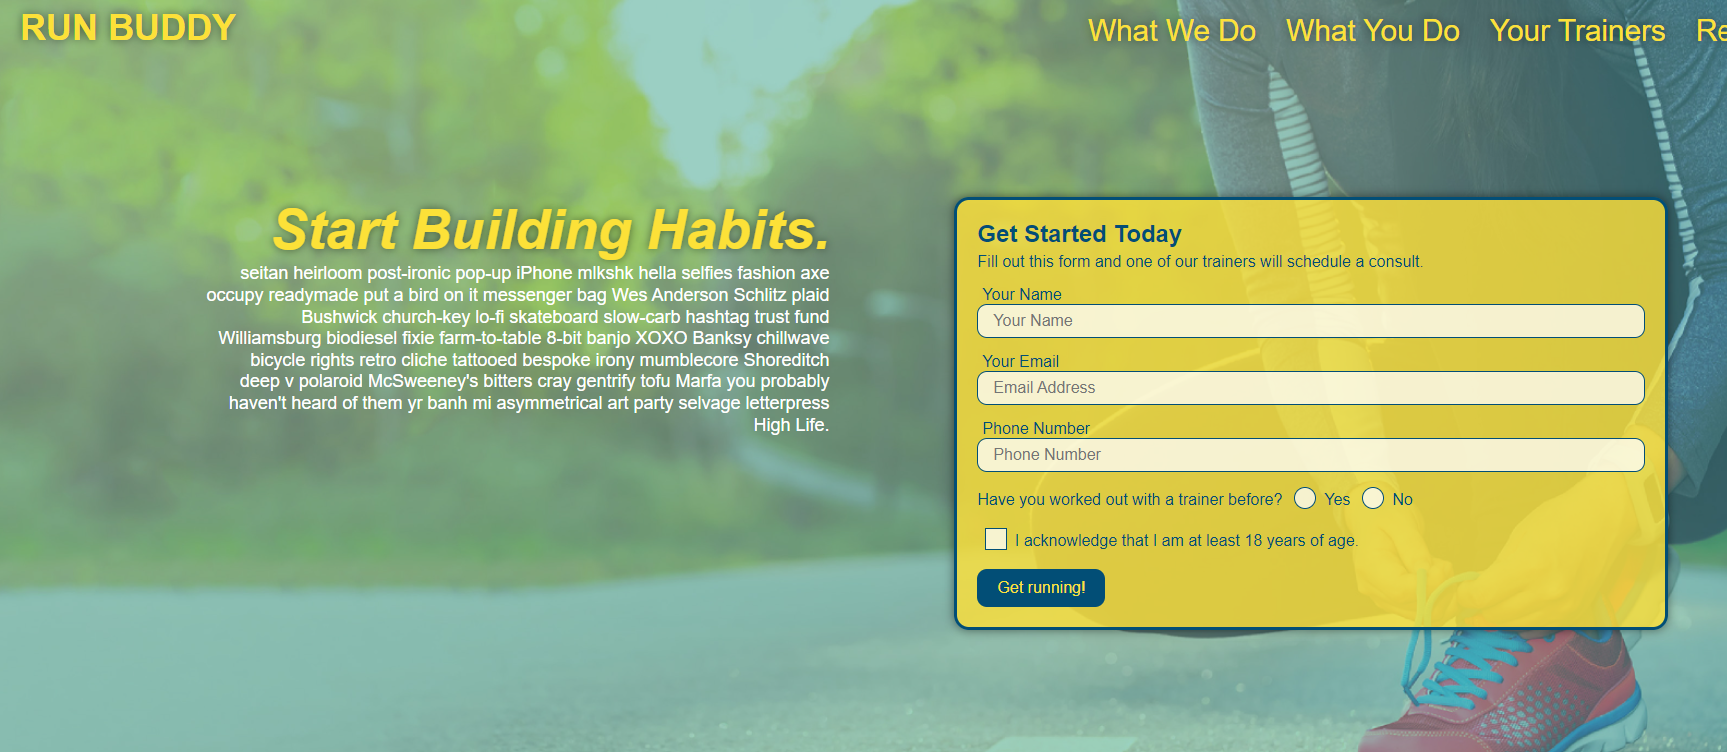 RUN BUDDY
What We Do What You Do Your Trainers Re
Start Building Habits.
seitan heirloom post-ironic pop-up iPhone mlkshk hella selfies fashion axe
occupy readymade put a bird on it messenger bag Wes Anderson Schlitz plaid
Bushwick church-key lo-fi skateboard slow-carb hashtag trust fund
Williamsburg biodiesel fixie farm-to-table 8-bit banjo XOXO Banksy chillwave
bicycle rights retro cliche tattooed bespoke irony mumblecore Shoreditch
deep v polaroid McSweeney's bitters cray gentrify tofu Marfa you probably
haven't heard of them yr banh mi asymmetrical art party selvage letterpress
High Life.
Get Started Today
Fill out this form and one of our trainers will schedule a consult.
Your Name
Your Name
Your Email
Email Address
Phone Number
Phone Number
Have you worked out with a trainer before? Yes No
I acknowledge that I am at least 18 years of age.
Get running!